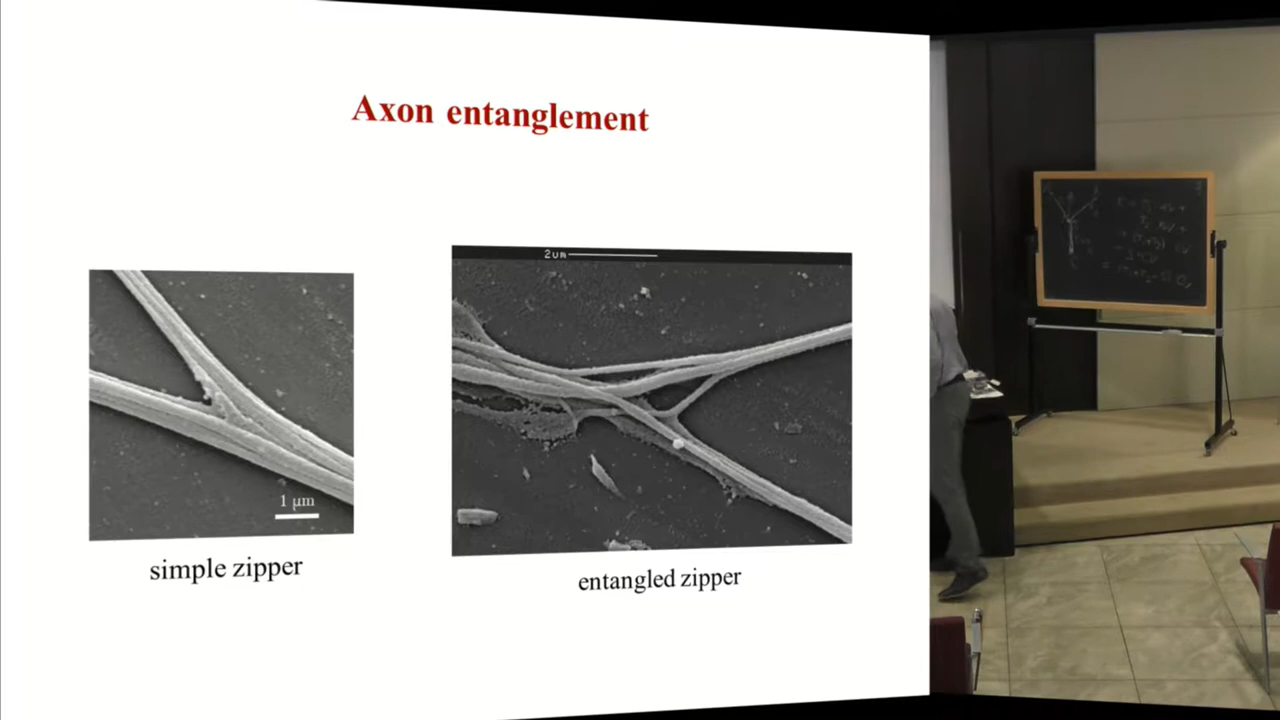 Axon entanglement
2um
1 μm
simple zipper
entangled zipper